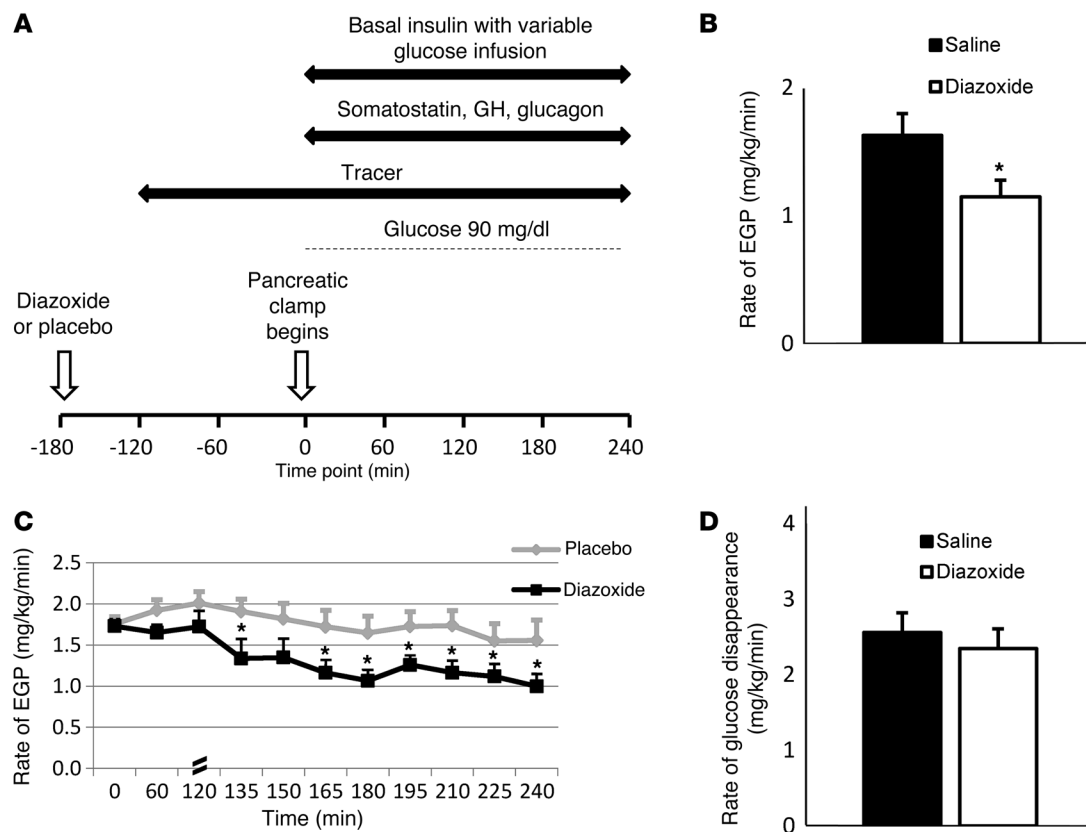 A
Basal insulin with variable
glucose infusion
Somatostatin, GH, glucagon
Tracer
Glucose 90 mg/dl
Diazoxide
or placebo
Pancreatic
clamp
begins
-180 -120 -60 0 60 120 180 240
Time point (min)
B
Saline
Diazoxide
Rate of EGP (mg/kg/min)
2
1
0
*
C
Placebo
Diazoxide
Rate of EGP (mg/kg/min)
2.5
2.0
1.5
1.0
0.5
0.0
* * * * * * *
0 60 120 135 150 165 180 195 210 225 240
Time (min)
D
Saline
Diazoxide
Rate of glucose disappearance
(mg/kg/min)
4
3
2
1
0